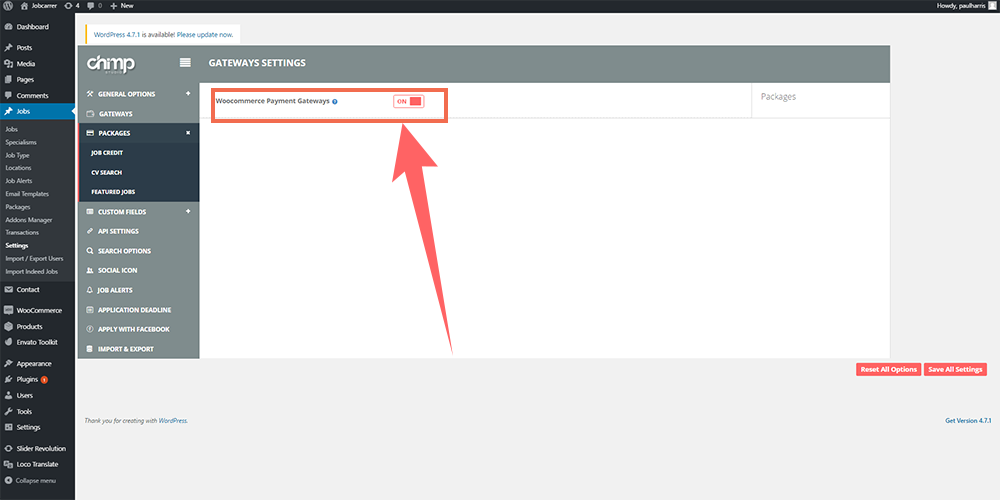 Jobcarrer 4 0 New
Howdy, paulharris
Dashboard
Posts
Media
Pages
Comments
Jobs
Jobs
Specialisms
Job Type
Locations
Job Alerts
Email Templates
Packages
Addons Manager
Transactions
Settings
Import / Export Users
Import Indeed Jobs
Contact
WooCommerce
Products
Envato Toolkit
Appearance
Plugins 1
Users
Tools
Settings
Slider Revolution
Loco Translate
Collapse menu
WordPress 4.7.1 is available! Please update now.
chimp
GENERAL OPTIONS +
GATEWAYS
PACKAGES ×
JOB CREDIT
CV SEARCH
FEATURED JOBS
CUSTOM FIELDS +
API SETTINGS
SEARCH OPTIONS
SOCIAL ICON
JOB ALERTS
APPLICATION DEADLINE
APPLY WITH FACEBOOK
IMPORT & EXPORT
GATEWAYS SETTINGS
Woocommerce Payment Gateways ?
ON
Packages
Reset All Options
Save All Settings
Thank you for creating with WordPress.
Get Version 4.7.1